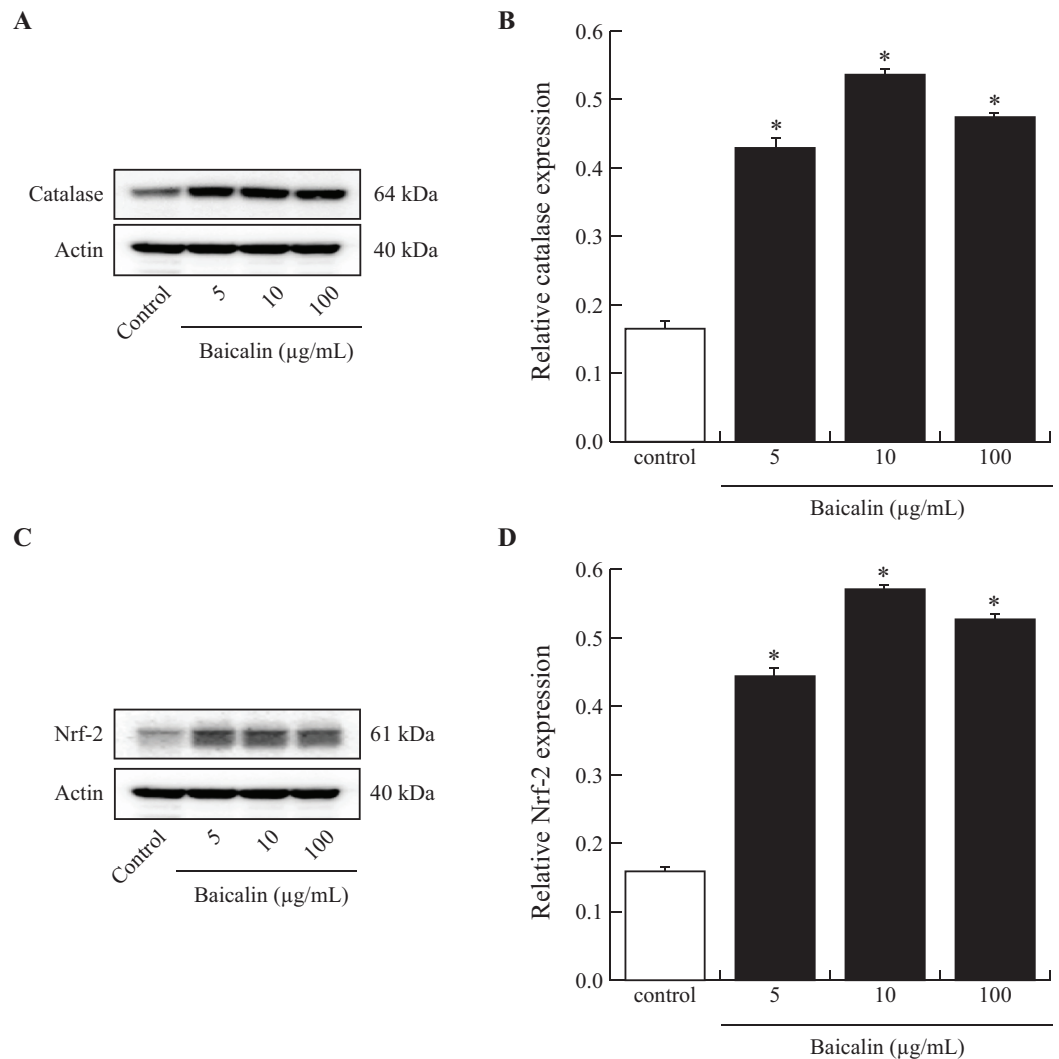 A
Catalase
64 kDa
Actin
40 kDa
Control
5
10
100
Baicalin (µg/mL)
B
Relative catalase expression
0.6
0.5
0.4
0.3
0.2
0.1
0.0
*
*
*
control
5
10
100
Baicalin (µg/mL)
C
Nrf-2
61 kDa
Actin
40 kDa
Control
5
10
100
Baicalin (µg/mL)
D
Relative Nrf-2 expression
0.6
0.5
0.4
0.3
0.2
0.1
0.0
*
*
*
control
5
10
100
Baicalin (µg/mL)